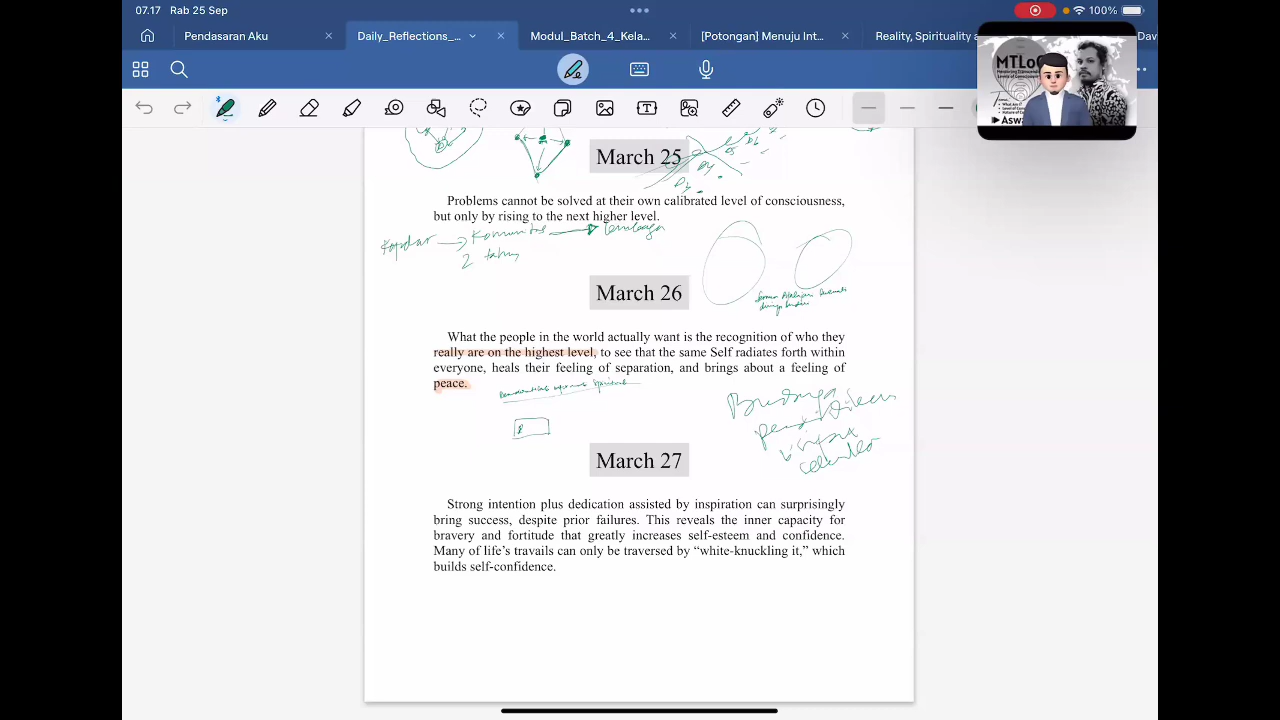 07.17 Rab 25 Sep
100%
Pendasaran Aku
Daily_Reflections_...
Modul_Batch_4_Kela...
[Potongan] Menuju Int...
Reality, Spirituality a
Dav
MTLoC
Aswa
March 25
Problems cannot be solved at their own calibrated level of consciousness,
but only by rising to the next higher level.
Komunitas
2 tahun
March 26
What the people in the world actually want is the recognition of who they
really are on the highest level, to see that the same Self radiates forth within
everyone, heals their feeling of separation, and brings about a feeling of
peace.
March 27
Strong intention plus dedication assisted by inspiration can surprisingly
bring success, despite prior failures. This reveals the inner capacity for
bravery and fortitude that greatly increases self-esteem and confidence.
Many of life’s travails can only be traversed by “white-knuckling it,” which
builds self-confidence.